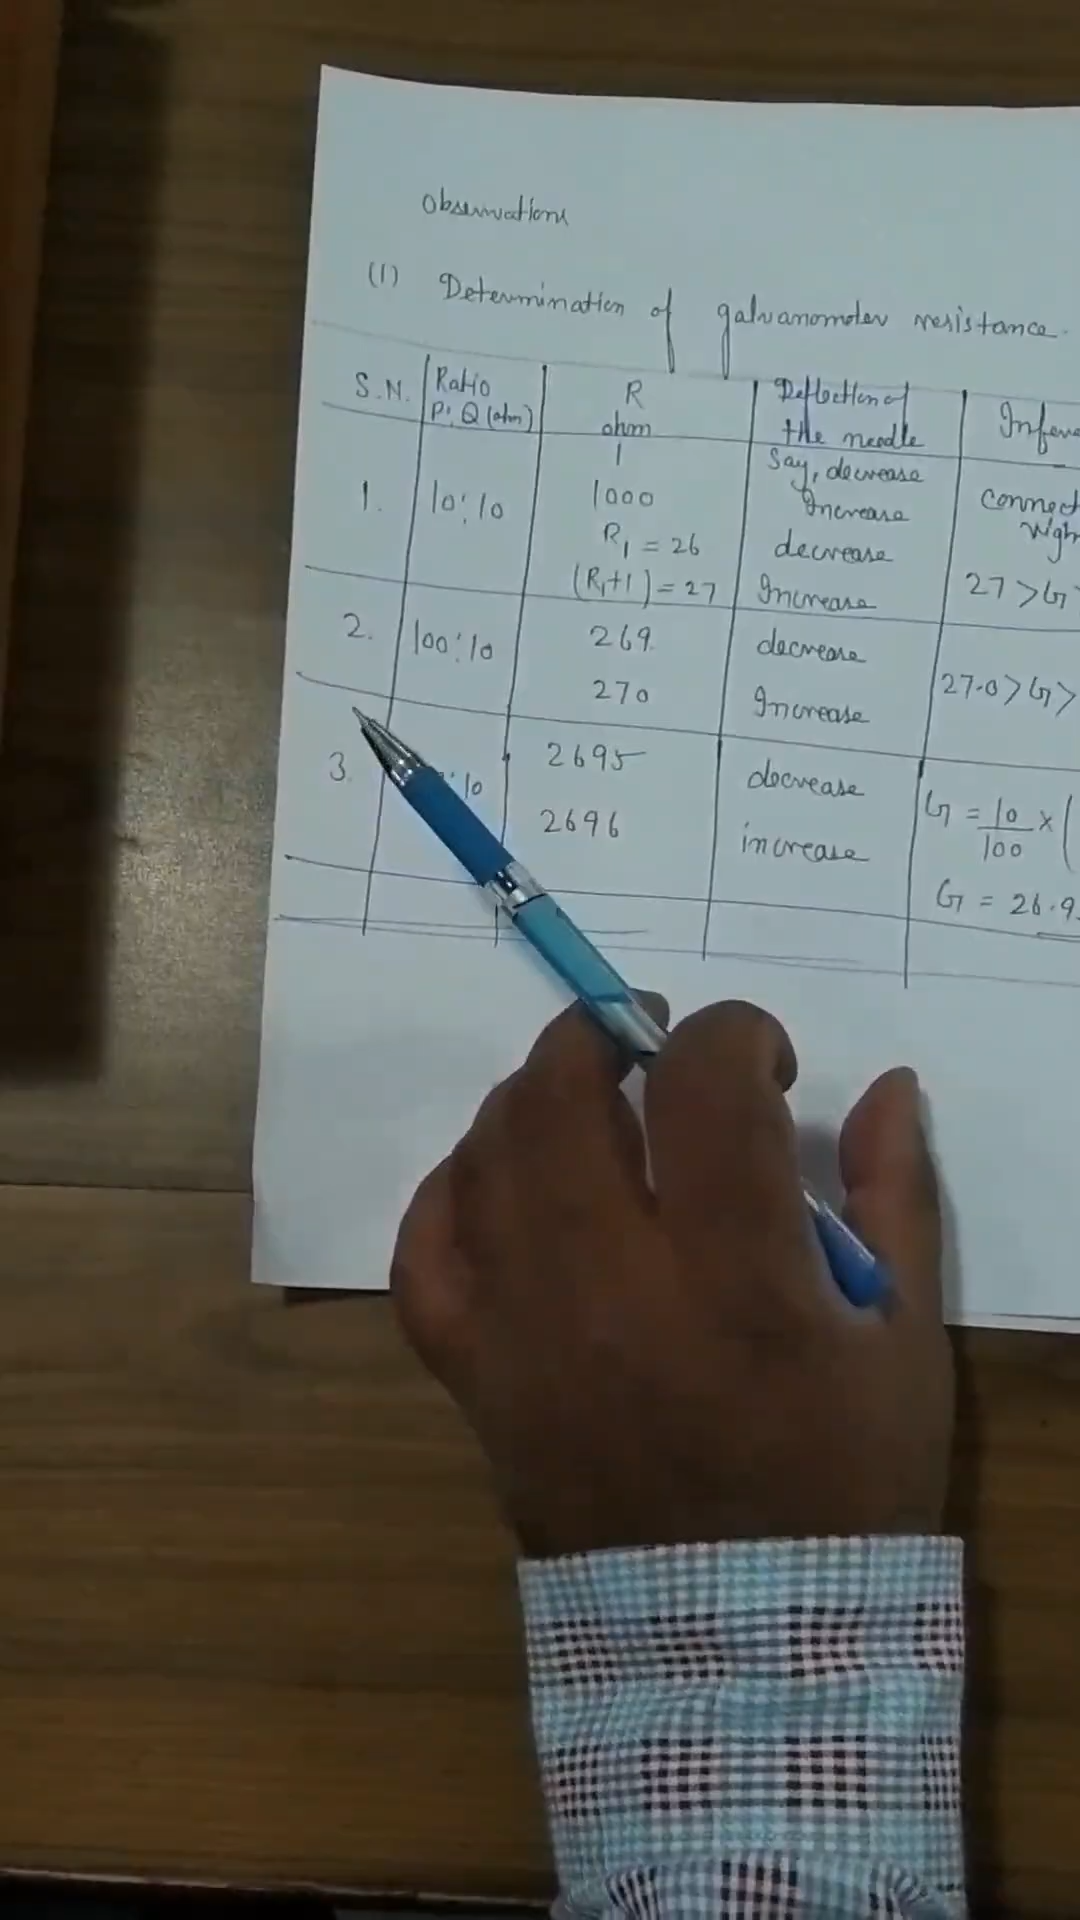 Observations
(1) Determination of galvanometer resistance.
S.N. Ratio P:Q (ohm) R ohm Deflection of the needle
1. 10:10 1 Say, decrease
1000 Increase
R₁ = 26 decrease
(R₁+1) = 27 Increase 27 > G >
2. 100:10 269 decrease
270 Increase 27.0 > G >
3. :10 2695 decrease G = 10/100 × (
2696 increase
G = 26.9